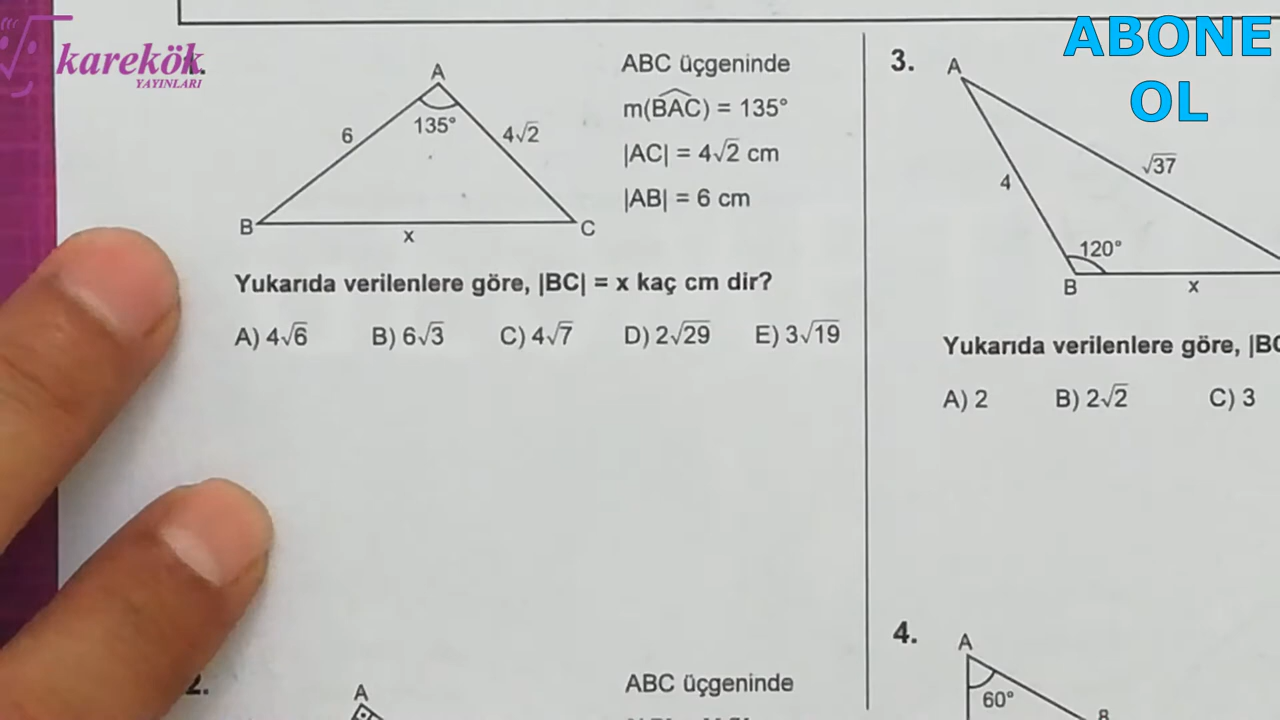 karekök
YAYINLARI
ABONE
OL
1.
A
135°
6
4√2
B
C
x
ABC üçgeninde
m(BAC) = 135°
|AC| = 4√2 cm
|AB| = 6 cm
Yukarıda verilenlere göre, |BC| = x kaç cm dir?
A) 4√6 B) 6√3 C) 4√7 D) 2√29 E) 3√19
2.
A
ABC üçgeninde
3.
A
√37
4
120°
B
x
Yukarıda verilenlere göre, |BC
A) 2 B) 2√2 C) 3
4.
A
60°
8